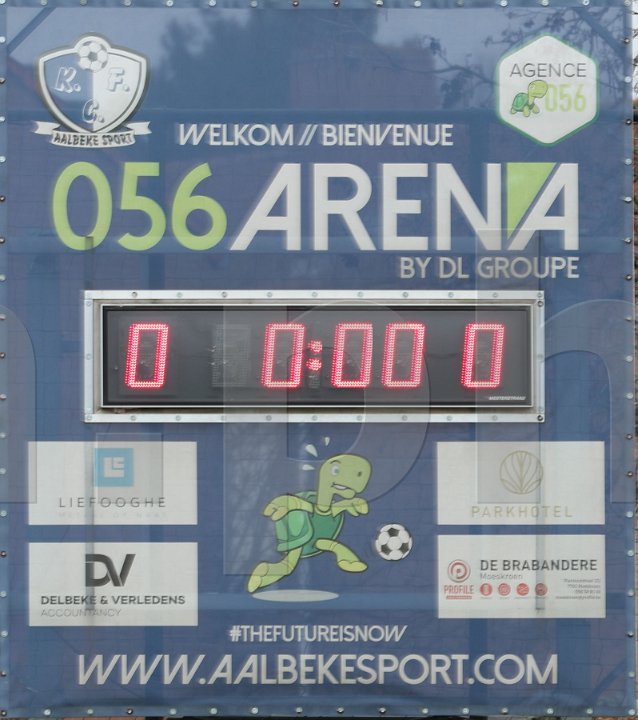 K. F. C.
AALBEKE SPORT
AGENCE
056
WELKOM // BIENVENUE
056 ARENA
BY DL GROUPE
0 0:00 0
LIEFOOGHE
DV
DELBEKE & VERLEDENS
ACCOUNTANCY
PARKHOTEL
PROFILE
DE BRABANDERE
Moeskroen
#THEFUTUREISNOW
WWW.AALBEKESPORT.COM